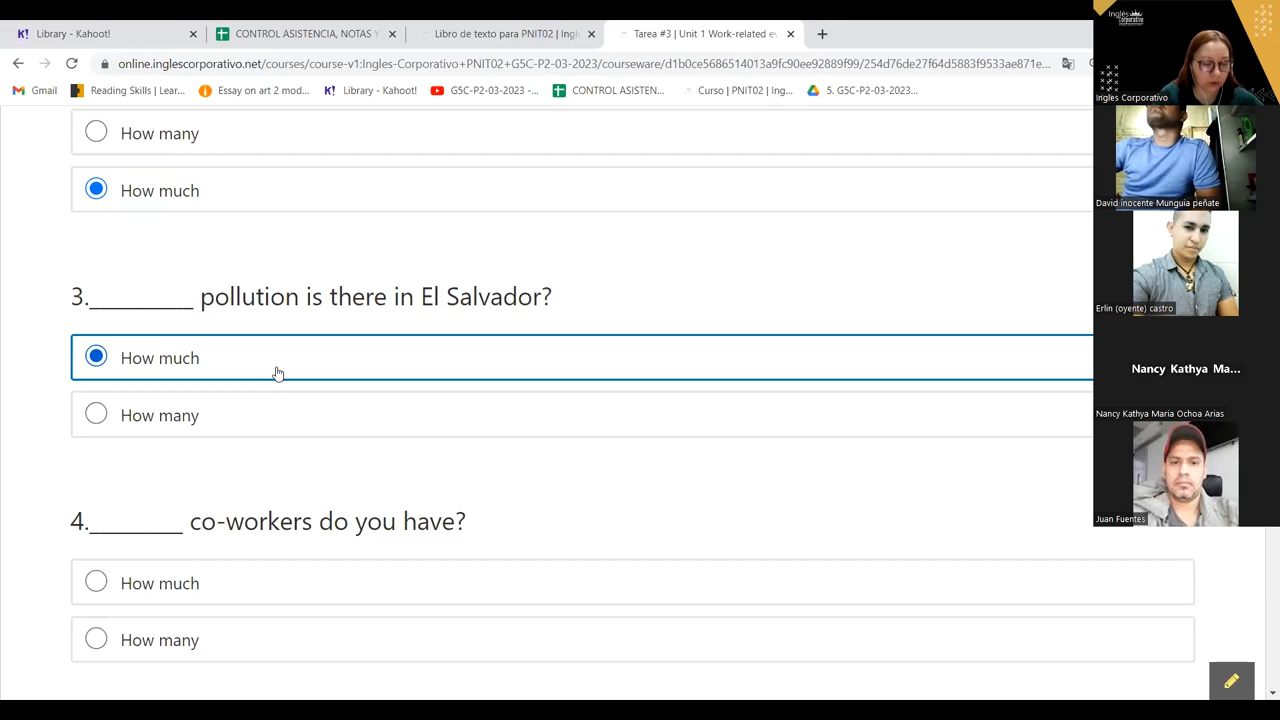 Library - Kahoot!
CONTROL ASISTENCIA, NOTAS Y
Libro de texto para PNIT02 | Ingl
Tarea #3 | Unit 1 Work-related e
online.inglescorporativo.net/courses/course-v1:Ingles-Corporativo+PNIT02+G5C-P2-03-2023/courseware/d1b0ce5686514013a9fc90ee92889f99/254d76de27f64d5883f9533ae871e...
Gmail
Reading Skills | Lear...
Essay on art 2 mod...
Library - Kahoot!
G5C-P2-03-2023 -...
CONTROL ASISTEN...
Curso | PNIT02 | Ing...
5. G5C-P2-03-2023...
How many
How much
3.__________ pollution is there in El Salvador?
How much
How many
4._________ co-workers do you have?
How much
How many
Inglés
Corporativo
Ingles Corporativo
David inocente Munguia peñate
Erlin (oyente) castro
Nancy Kathya Ma...
Nancy Kathya Maria Ochoa Arias
Juan Fuentes